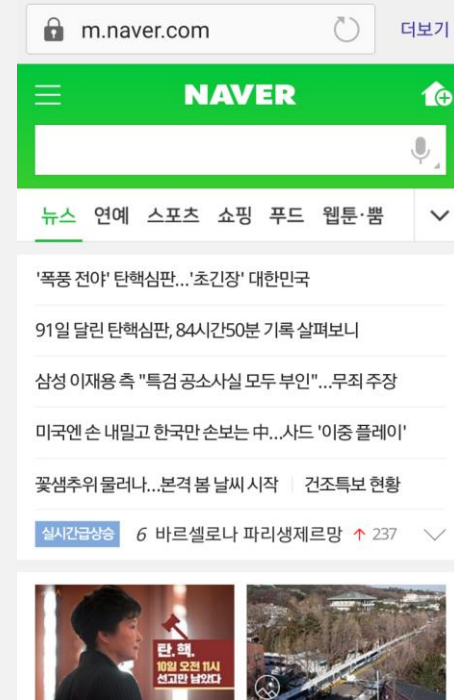 m.naver.com 더보기
NAVER
뉴스 연예 스포츠 쇼핑 푸드 웹툰·뿜
'폭풍 전야' 탄핵심판...'초긴장' 대한민국
91일 달린 탄핵심판, 84시간50분 기록 살펴보니
삼성 이재용 측 "특검 공소사실 모두 부인"...무죄 주장
미국엔 손 내밀고 한국만 손보는 中...사드 '이중 플레이'
꽃샘추위 물러나...본격 봄 날씨 시작 | 건조특보 현황
실시간급상승 6 바르셀로나 파리생제르망 ↑ 237
탄.핵.
10일 오전 11시
선고만 남았다